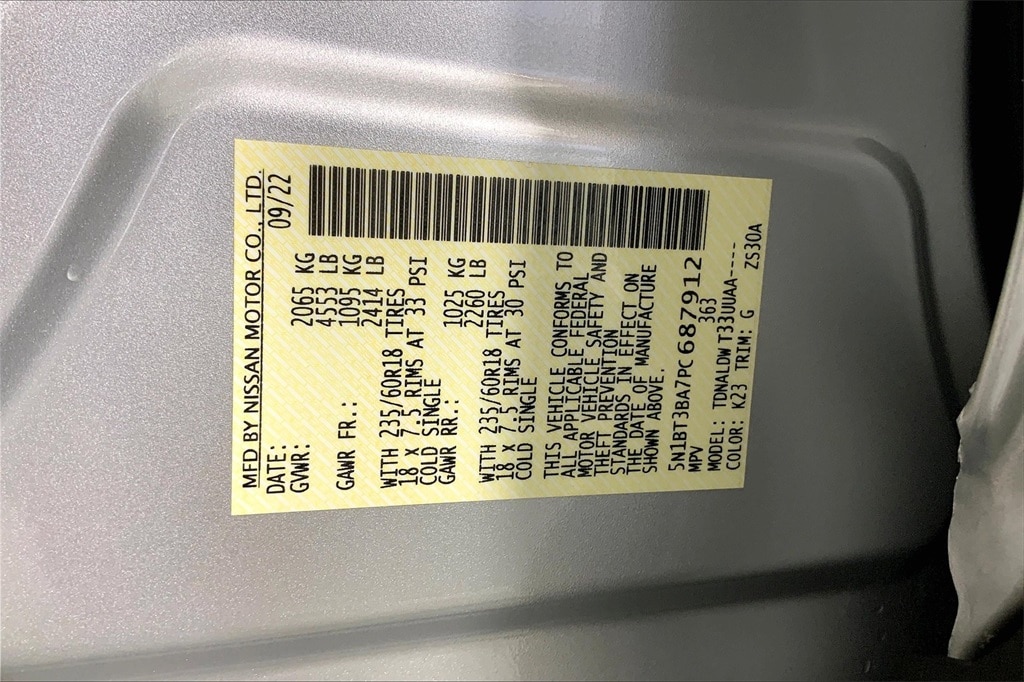 MFD BY NISSAN MOTOR CO.,LTD.
DATE: 09/22
GVWR: 2065 KG
4553 LB
GAWR FR.: 1095 KG
2414 LB
WITH 235/60R18 TIRES
18 X 7.5 RIMS AT 33 PSI
COLD SINGLE
GAWR RR.: 1025 KG
2260 LB
WITH 235/60R18 TIRES
18 X 7.5 RIMS AT 30 PSI
COLD SINGLE
THIS VEHICLE CONFORMS TO
ALL APPLICABLE FEDERAL
MOTOR VEHICLE SAFETY AND
THEFT PREVENTION
STANDARDS IN EFFECT ON
THE DATE OF MANUFACTURE
SHOWN ABOVE.
5N1BT3BA7PC687912
MPV 363
MODEL: TDNALDWT33UUAA----
COLOR: K23 TRIM: G ZS30A